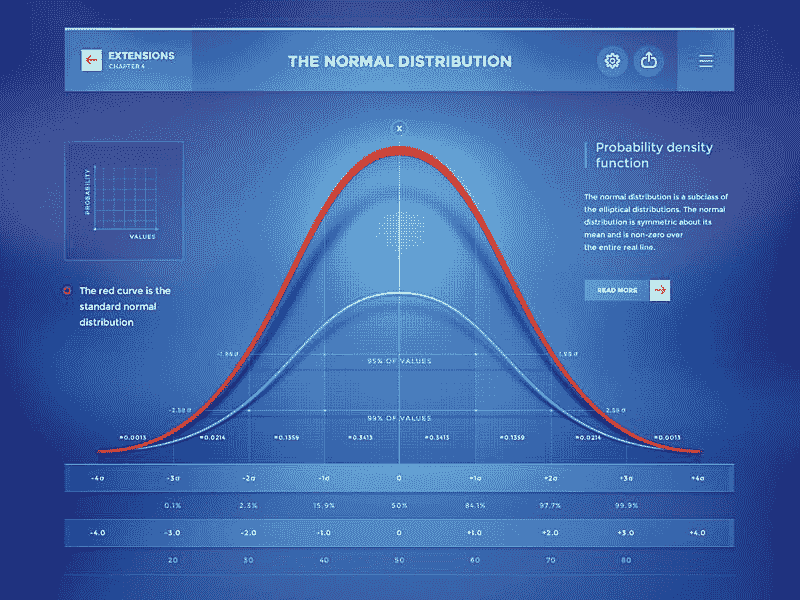 EXTENSIONS
CHAPTER 4
THE NORMAL DISTRIBUTION
X
PROBABILITY
VALUES
The red curve is the
standard normal
distribution
Probability density
function
The normal distribution is a subclass of
the elliptical distributions. The normal
distribution is symmetric about its
mean and is non-zero over
the entire real line.
READ MORE
-1.96 σ 1.96 σ
95% OF VALUES
-2.58 σ 2.58 σ
99% OF VALUES
≈0.0013 ≈0.0214 ≈0.1359 ≈0.3413 ≈0.3413 ≈0.1359 ≈0.0214 ≈0.0013
-4σ -3σ -2σ -1σ 0 +1σ +2σ +3σ +4σ
0.1% 2.3% 15.9% 50% 84.1% 97.7% 99.9%
-4.0 -3.0 -2.0 -1.0 0 +1.0 +2.0 +3.0 +4.0
20 30 40 50 60 70 80